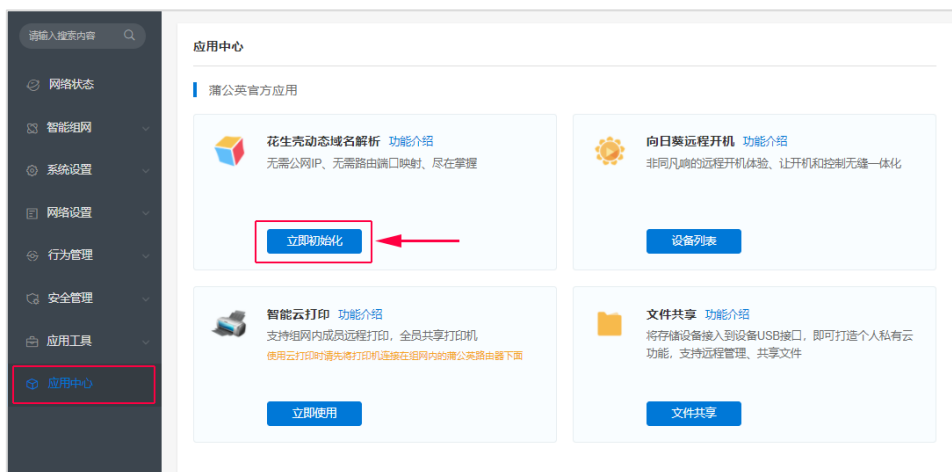 请输入搜索内容
网络状态
智能组网
系统设置
网络设置
行为管理
安全管理
应用工具
应用中心
应用中心
蒲公英官方应用
花生壳动态域名解析 功能介绍
无需公网IP、无需路由端口映射、尽在掌握
立即初始化
向日葵远程开机 功能介绍
非同凡响的远程开机体验、让开机和控制无缝一体化
设备列表
智能云打印 功能介绍
支持组网内成员远程打印，全员共享打印机
使用云打印时请先将打印机连接在组网内的蒲公英路由器下面
立即使用
文件共享 功能介绍
将存储设备接入到设备USB接口，即可打造个人私有云
功能，支持远程管理、共享文件
文件共享